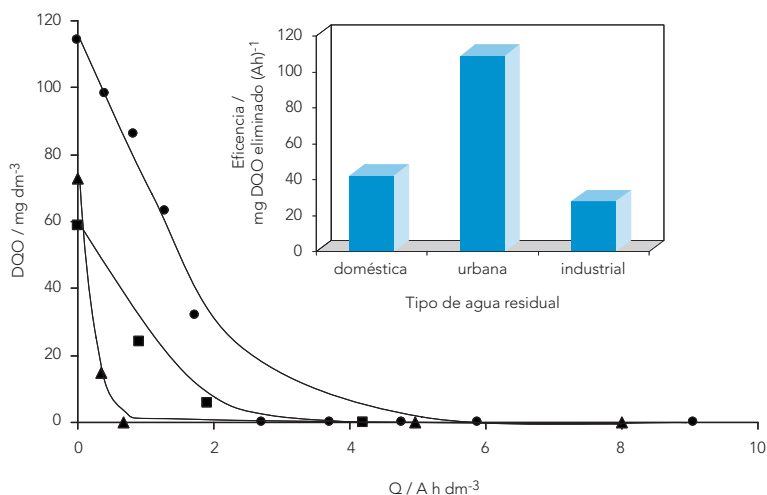 120
100
80
60
40
20
0
DQO / mg dm-3
0
2
4
6
8
10
Q / A h dm-3
Eficencia /
mg DQO eliminado (Ah)-1
120
100
80
60
40
20
0
doméstica
urbana
industrial
Tipo de agua residual